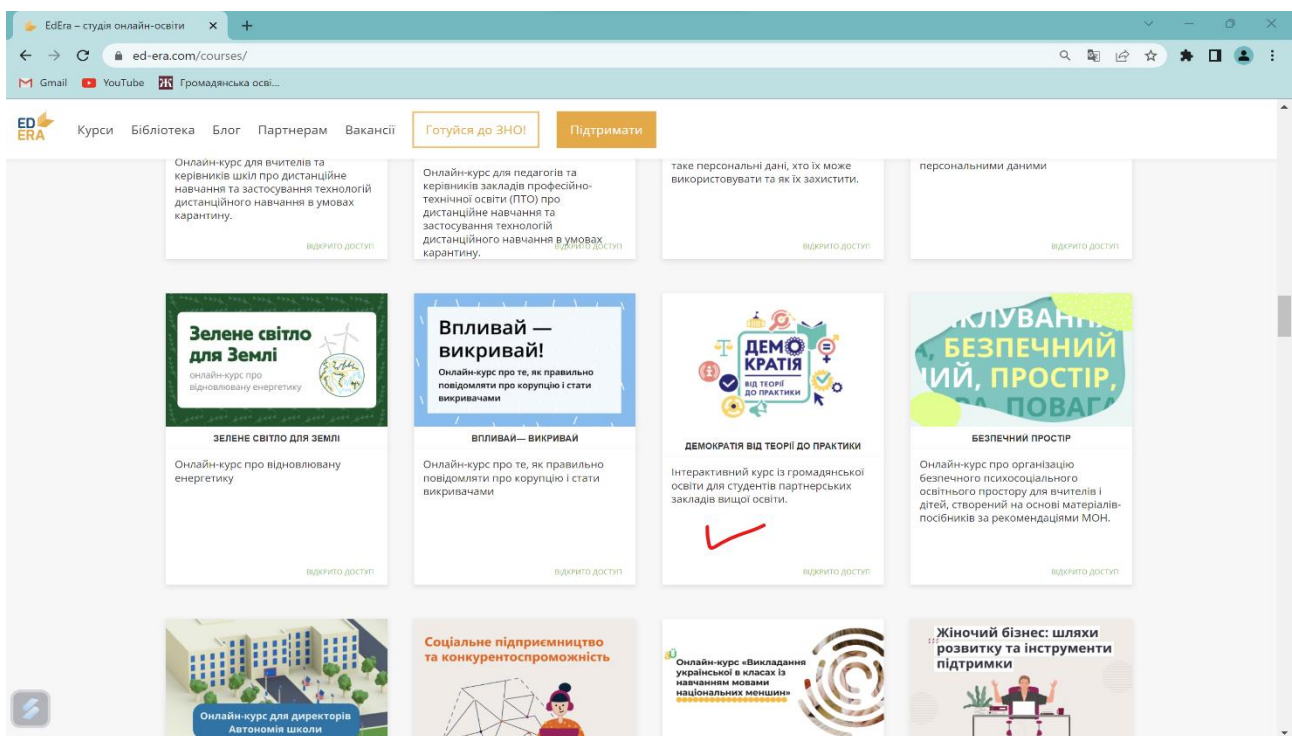 EdEra – студія онлайн-освіти
ed-era.com/courses/
Gmail YouTube Громадянська осві...
ED
ERA
Курси Бібліотека Блог Партнерам Вакансії Готуйся до ЗНО! Підтримати
Онлайн-курс для вчителів та
керівників шкіл про дистанційне
навчання та застосування технологій
дистанційного навчання в умовах
карантину.
ВІДКРИТО ДОСТУП
Онлайн-курс для педагогів та
керівників закладів професійно-
технічної освіти (ПТО) про
дистанційне навчання та
застосування технологій
дистанційного навчання в умовах
карантину.
ВІДКРИТО ДОСТУП
таке персональні дані, хто їх може
використовувати та як їх захистити.
ВІДКРИТО ДОСТУП
персональними даними
ВІДКРИТО ДОСТУП
Зелене світло
для Землі
онлайн-курс про
відновлювану енергетику
ЗЕЛЕНЕ СВІТЛО ДЛЯ ЗЕМЛІ
Онлайн-курс про відновлювану
енергетику
ВІДКРИТО ДОСТУП
Впливай —
викривай!
Онлайн-курс про те, як правильно
повідомляти про корупцію і стати
викривачами
ВПЛИВАЙ— ВИКРИВАЙ
Онлайн-курс про те, як правильно
повідомляти про корупцію і стати
викривачами
ВІДКРИТО ДОСТУП
ДЕМО
КРАТІЯ
ВІД ТЕОРІЇ
ДО ПРАКТИКИ
ДЕМОКРАТІЯ ВІД ТЕОРІЇ ДО ПРАКТИКИ
Інтерактивний курс із громадянської
освіти для студентів партнерських
закладів вищої освіти.
ВІДКРИТО ДОСТУП
БЕЗПЕЧНИЙ
ПРОСТІР,
БЕЗПЕЧНИЙ ПРОСТІР
Онлайн-курс про організацію
безпечного психосоціального
освітнього простору для вчителів і
дітей, створений на основі матеріалів-
посібників за рекомендаціями МОН.
ВІДКРИТО ДОСТУП
Онлайн-курс для директорів
Автономія школи
Соціальне підприємництво
та конкурентоспроможність
Онлайн-курс «Викладання
української в класах із
навчанням мовами
національних меншин»
Жіночий бізнес: шляхи
розвитку та інструменти
підтримки